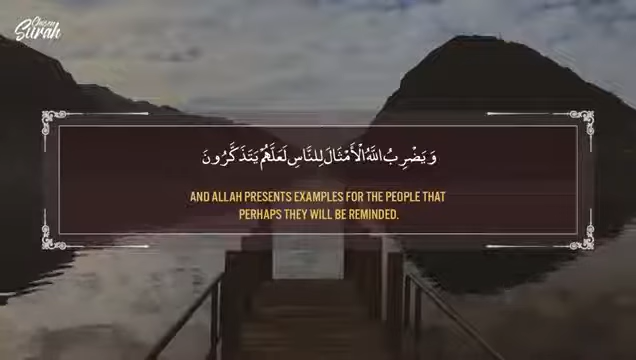 Chosen
Surah
وَيَضْرِبُ اللَّهُ الْأَمْثَالَ لِلنَّاسِ لَعَلَّهُمْ يَتَذَكَّرُونَ
AND ALLAH PRESENTS EXAMPLES FOR THE PEOPLE THAT
PERHAPS THEY WILL BE REMINDED.